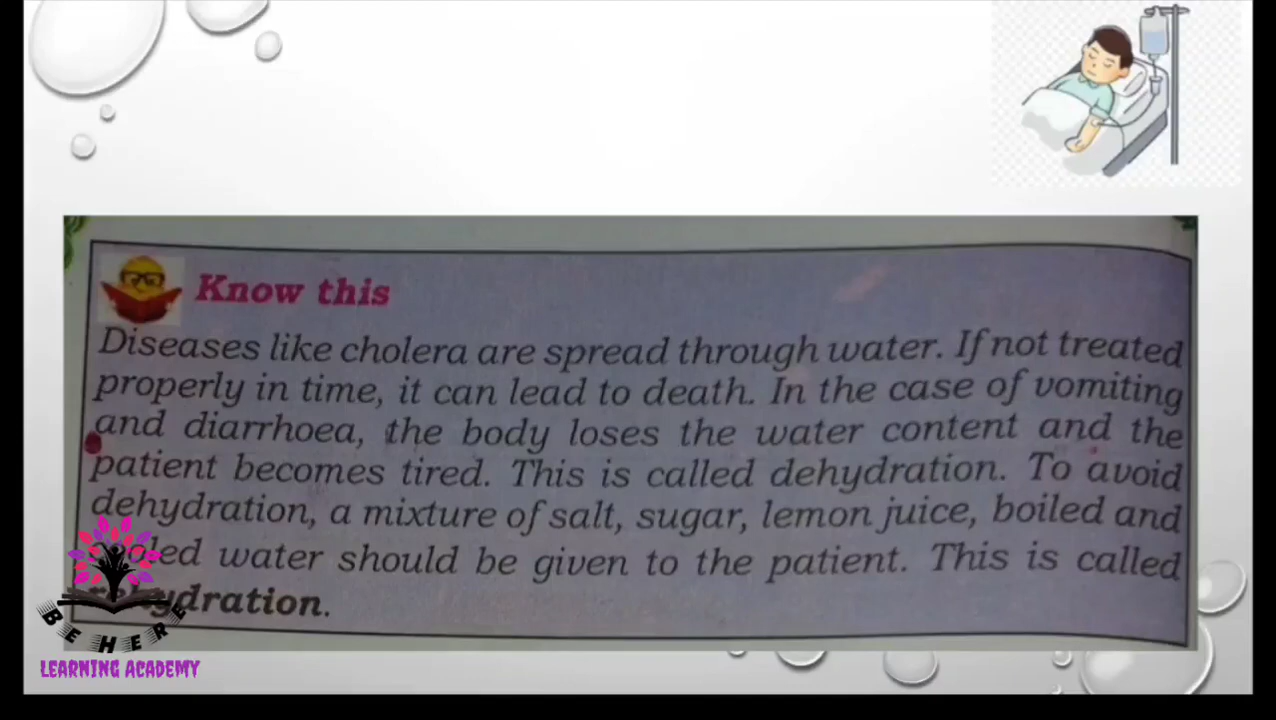 Know this
Diseases like cholera are spread through water. If not treated
properly in time, it can lead to death. In the case of vomiting
and diarrhoea, the body loses the water content and the
patient becomes tired. This is called dehydration. To avoid
dehydration, a mixture of salt, sugar, lemon juice, boiled and
water should be given to the patient. This is called
rehydration.
BE HERE
LEARNING ACADEMY